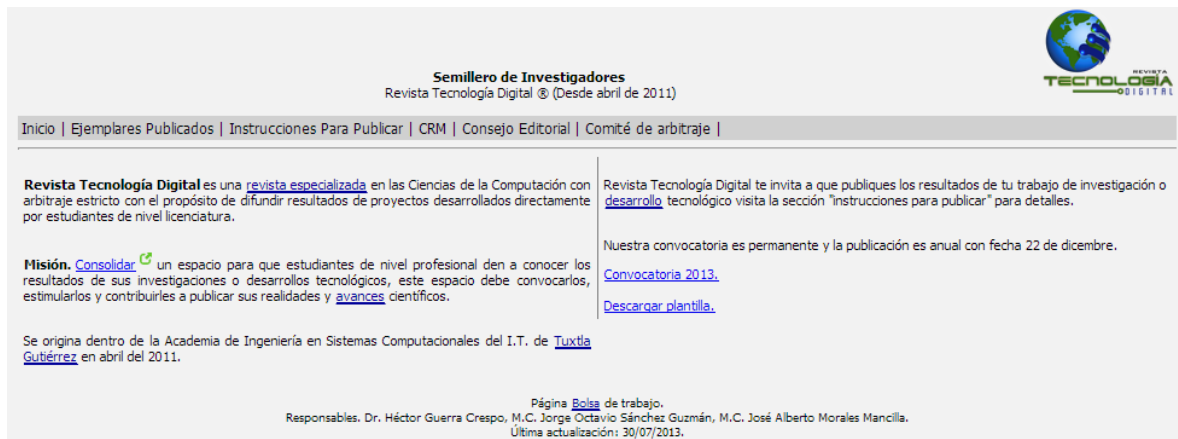 Semillero de Investigadores
Revista Tecnología Digital ® (Desde abril de 2011)
REVISTA
TECNOLOGÍA
DIGITAL
Inicio | Ejemplares Publicados | Instrucciones Para Publicar | CRM | Consejo Editorial | Comité de arbitraje |
Revista Tecnología Digital es una revista especializada en las Ciencias de la Computación con
arbitraje estricto con el propósito de difundir resultados de proyectos desarrollados directamente
por estudiantes de nivel licenciatura.
Misión. Consolidar un espacio para que estudiantes de nivel profesional den a conocer los
resultados de sus investigaciones o desarrollos tecnológicos, este espacio debe convocarlos,
estimularlos y contribuirles a publicar sus realidades y avances científicos.
Se origina dentro de la Academia de Ingeniería en Sistemas Computacionales del I.T. de Tuxtla
Gutiérrez en abril del 2011.
Revista Tecnología Digital te invita a que publiques los resultados de tu trabajo de investigación o
desarrollo tecnológico visita la sección "instrucciones para publicar" para detalles.
Nuestra convocatoria es permanente y la publicación es anual con fecha 22 de dicembre.
Convocatoria 2013.
Descargar plantilla.
Página Bolsa de trabajo.
Responsables. Dr. Héctor Guerra Crespo, M.C. Jorge Octavio Sánchez Guzmán, M.C. José Alberto Morales Mancilla.
Última actualización: 30/07/2013.